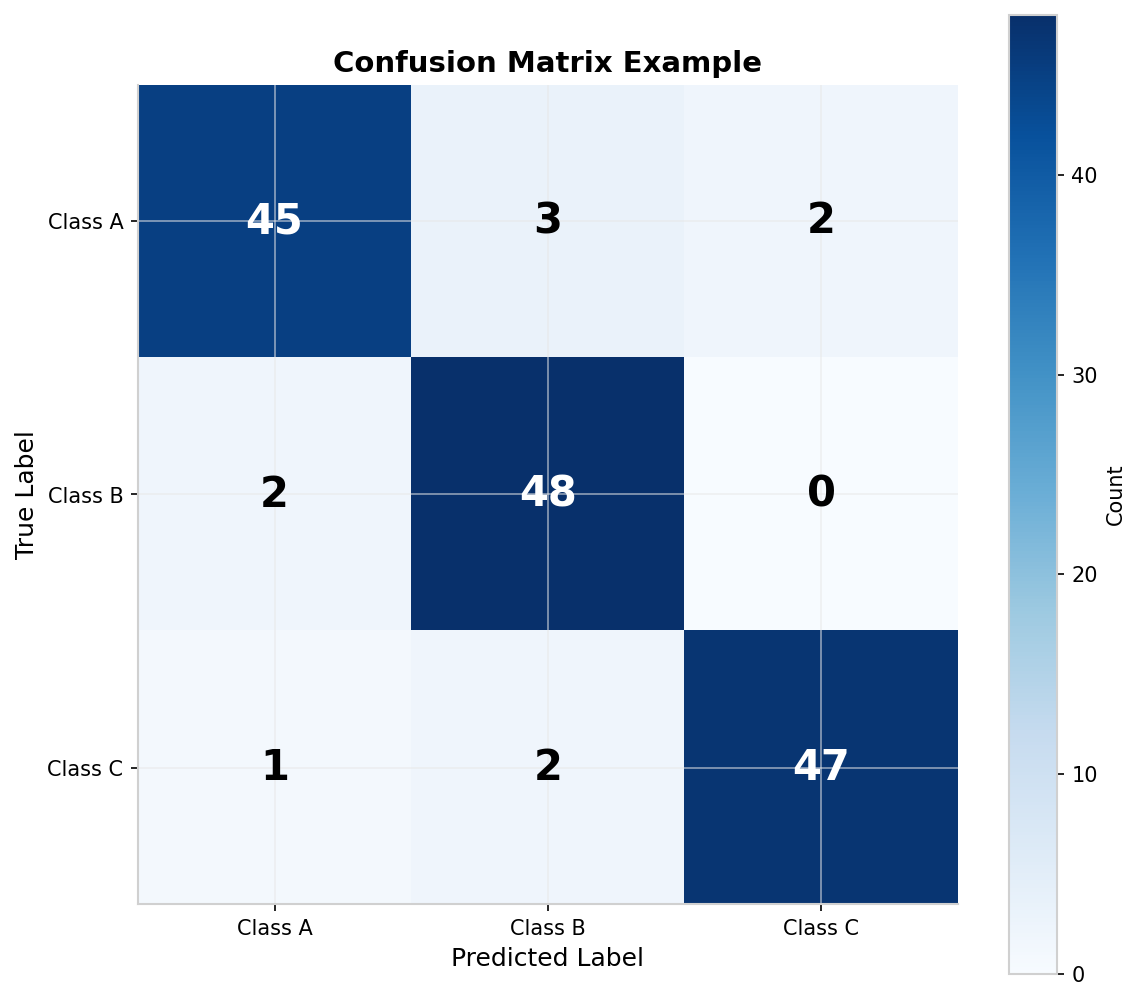 Confusion Matrix Example
Class A 45 3 2
Class B 2 48 0
Class C 1 2 47
Class A Class B Class C
Predicted Label
True Label
40
30
20
10
0
Count